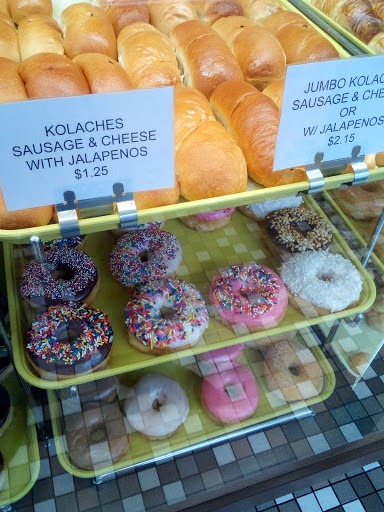 KOLACHES
SAUSAGE & CHEESE
WITH JALAPENOS
$1.25
JUMBO KOLAC
SAUSAGE & CHE
OR
W/ JALAPENOS
$2.15